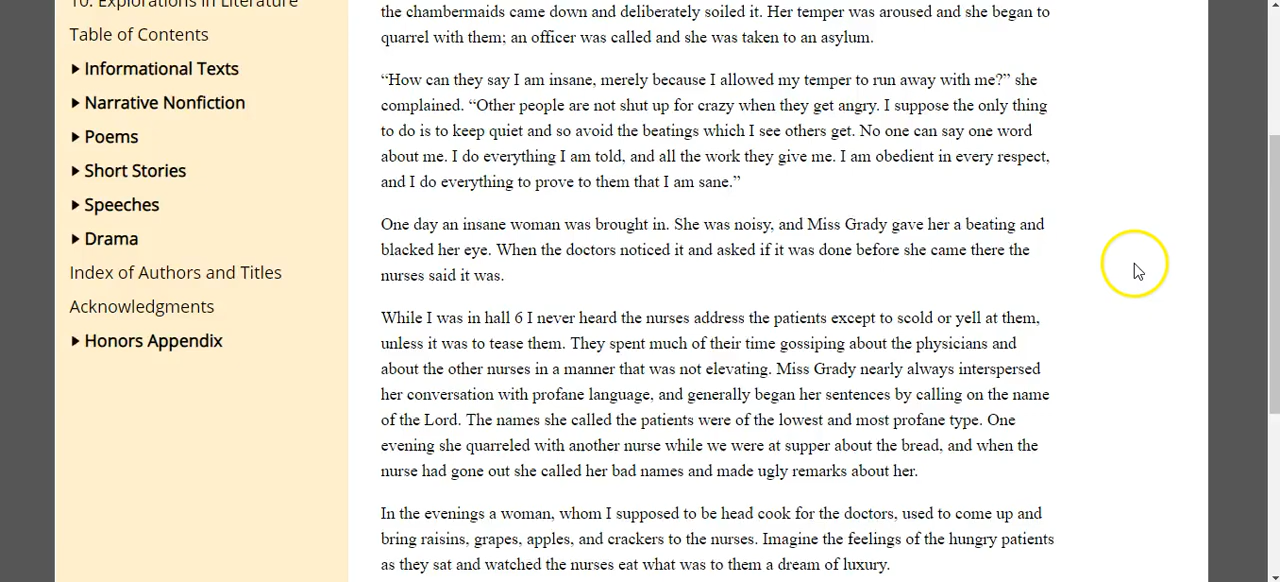 10. Explorations in Literature
Table of Contents
Informational Texts
Narrative Nonfiction
Poems
Short Stories
Speeches
Drama
Index of Authors and Titles
Acknowledgments
Honors Appendix
the chambermaids came down and deliberately soiled it. Her temper was aroused and she began to
quarrel with them; an officer was called and she was taken to an asylum.
“How can they say I am insane, merely because I allowed my temper to run away with me?” she
complained. “Other people are not shut up for crazy when they get angry. I suppose the only thing
to do is to keep quiet and so avoid the beatings which I see others get. No one can say one word
about me. I do everything I am told, and all the work they give me. I am obedient in every respect,
and I do everything to prove to them that I am sane.”
One day an insane woman was brought in. She was noisy, and Miss Grady gave her a beating and
blacked her eye. When the doctors noticed it and asked if it was done before she came there the
nurses said it was.
While I was in hall 6 I never heard the nurses address the patients except to scold or yell at them,
unless it was to tease them. They spent much of their time gossiping about the physicians and
about the other nurses in a manner that was not elevating. Miss Grady nearly always interspersed
her conversation with profane language, and generally began her sentences by calling on the name
of the Lord. The names she called the patients were of the lowest and most profane type. One
evening she quarreled with another nurse while we were at supper about the bread, and when the
nurse had gone out she called her bad names and made ugly remarks about her.
In the evenings a woman, whom I supposed to be head cook for the doctors, used to come up and
bring raisins, grapes, apples, and crackers to the nurses. Imagine the feelings of the hungry patients
as they sat and watched the nurses eat what was to them a dream of luxury.